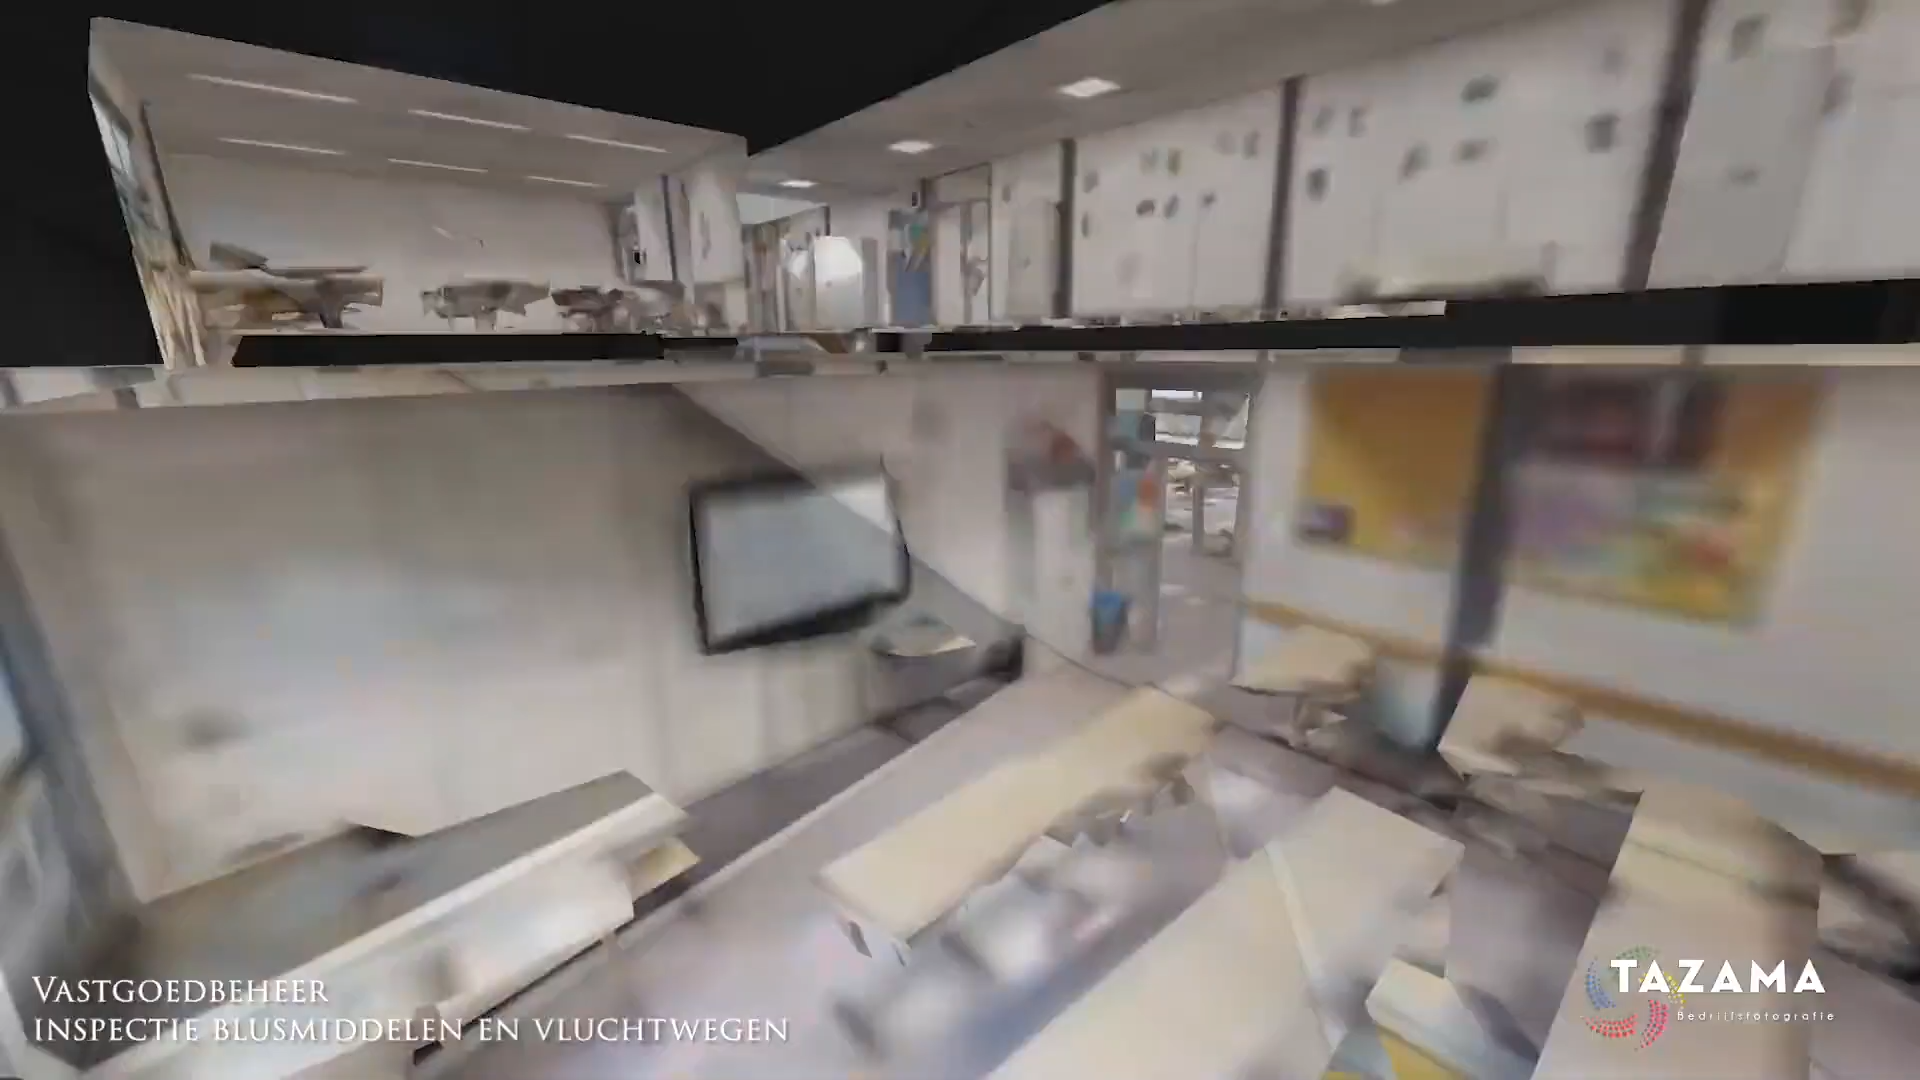 Vastgoedbeheer
inspectie blusmiddelen en vluchtwegen
TAZAMA
Bedrijfsfotografie